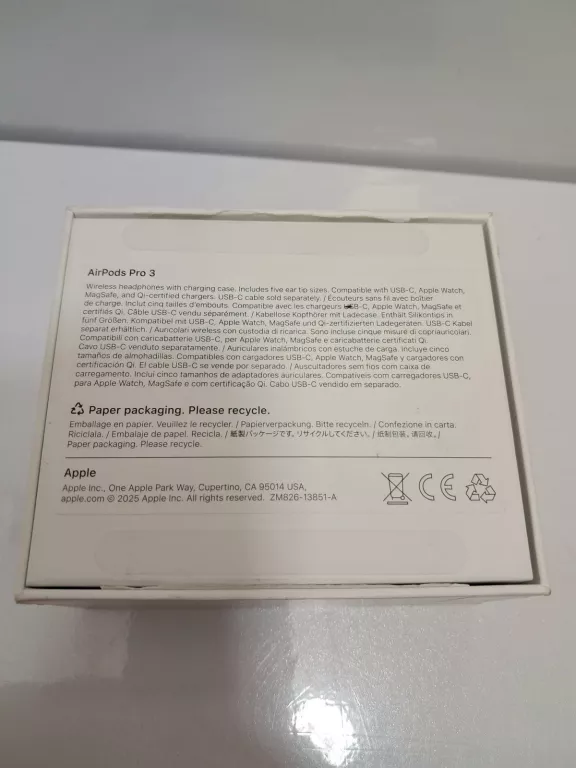 AirPods Pro 3
Wireless headphones with charging case. Includes five ear tip sizes. Compatible with USB-C, Apple Watch,
MagSafe, and Qi-certified chargers. USB-C cable sold separately. / Écouteurs sans fil avec boîtier
de charge. Inclut cinq tailles d'embouts. Compatible avec les chargeurs USB-C, Apple Watch, MagSafe et
certifiés Qi. Câble USB-C vendu séparément. / Kabellose Kopfhörer mit Ladecase. Enthält Silikontips in
fünf Größen. Kompatibel mit USB-C, Apple Watch, MagSafe und Qi-zertifizierten Ladegeräten. USB-C Kabel
separat erhältlich. / Auricolari wireless con custodia di ricarica. Sono incluse cinque misure di copriauricolari.
Compatibili con caricabatterie USB-C, per Apple Watch, MagSafe e caricabatterie certificati Qi.
Cavo USB-C venduto separatamente. / Auriculares inalámbricos con estuche de carga. Incluye cinco
tamaños de almohadillas. Compatibles con cargadores USB-C, Apple Watch, MagSafe y cargadores con
certificación Qi. El cable USB-C se vende por separado. / Auscultadores sem fios com caixa de
carregamento. Inclui cinco tamanhos de adaptadores auriculares. Compatíveis com carregadores USB-C,
para Apple Watch, MagSafe e com certificação Qi. Cabo USB-C vendido em separado.
Paper packaging. Please recycle.
Emballage en papier. Veuillez le recycler. / Papierverpackung. Bitte recyceln. / Confezione in carta.
Riciclala. / Embalaje de papel. Recicla. / 紙製パッケージです。リサイクルしてください。/ 纸制包装。请回收。/
Paper packaging. Please recycle.
Apple
Apple Inc., One Apple Park Way, Cupertino, CA 95014 USA,
apple.com © 2025 Apple Inc. All rights reserved. ZM826-13851-A
CE